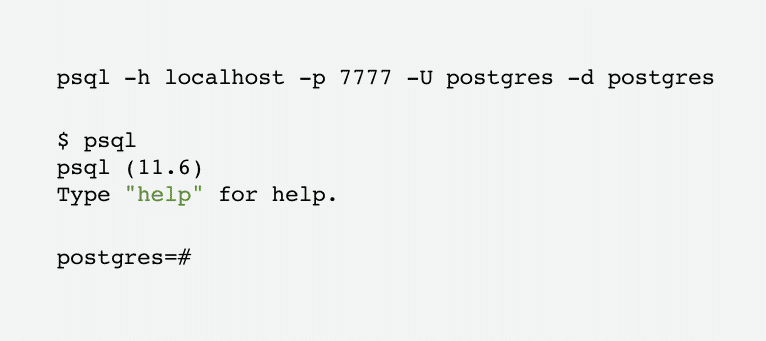 psql -h localhost -p 7777 -U postgres -d postgres
$ psql
psql (11.6)
Type "help" for help.
postgres=#